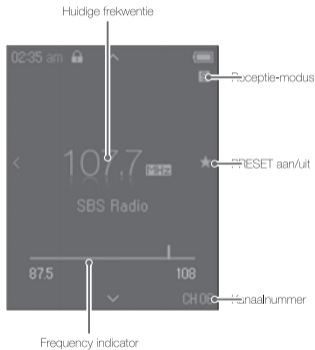 Huidige frekwentie
02:35 am
Receptie-modus
107.7 MHz
PRESET aan/uit
SBS Radio
87.5
108
CH 06
Kanaalnummer
Frequency indicator